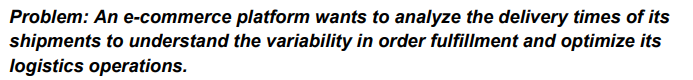 Problem: An e-commerce platform wants to analyze the delivery times of its
shipments to understand the variability in order fulfillment and optimize its
logistics operations.